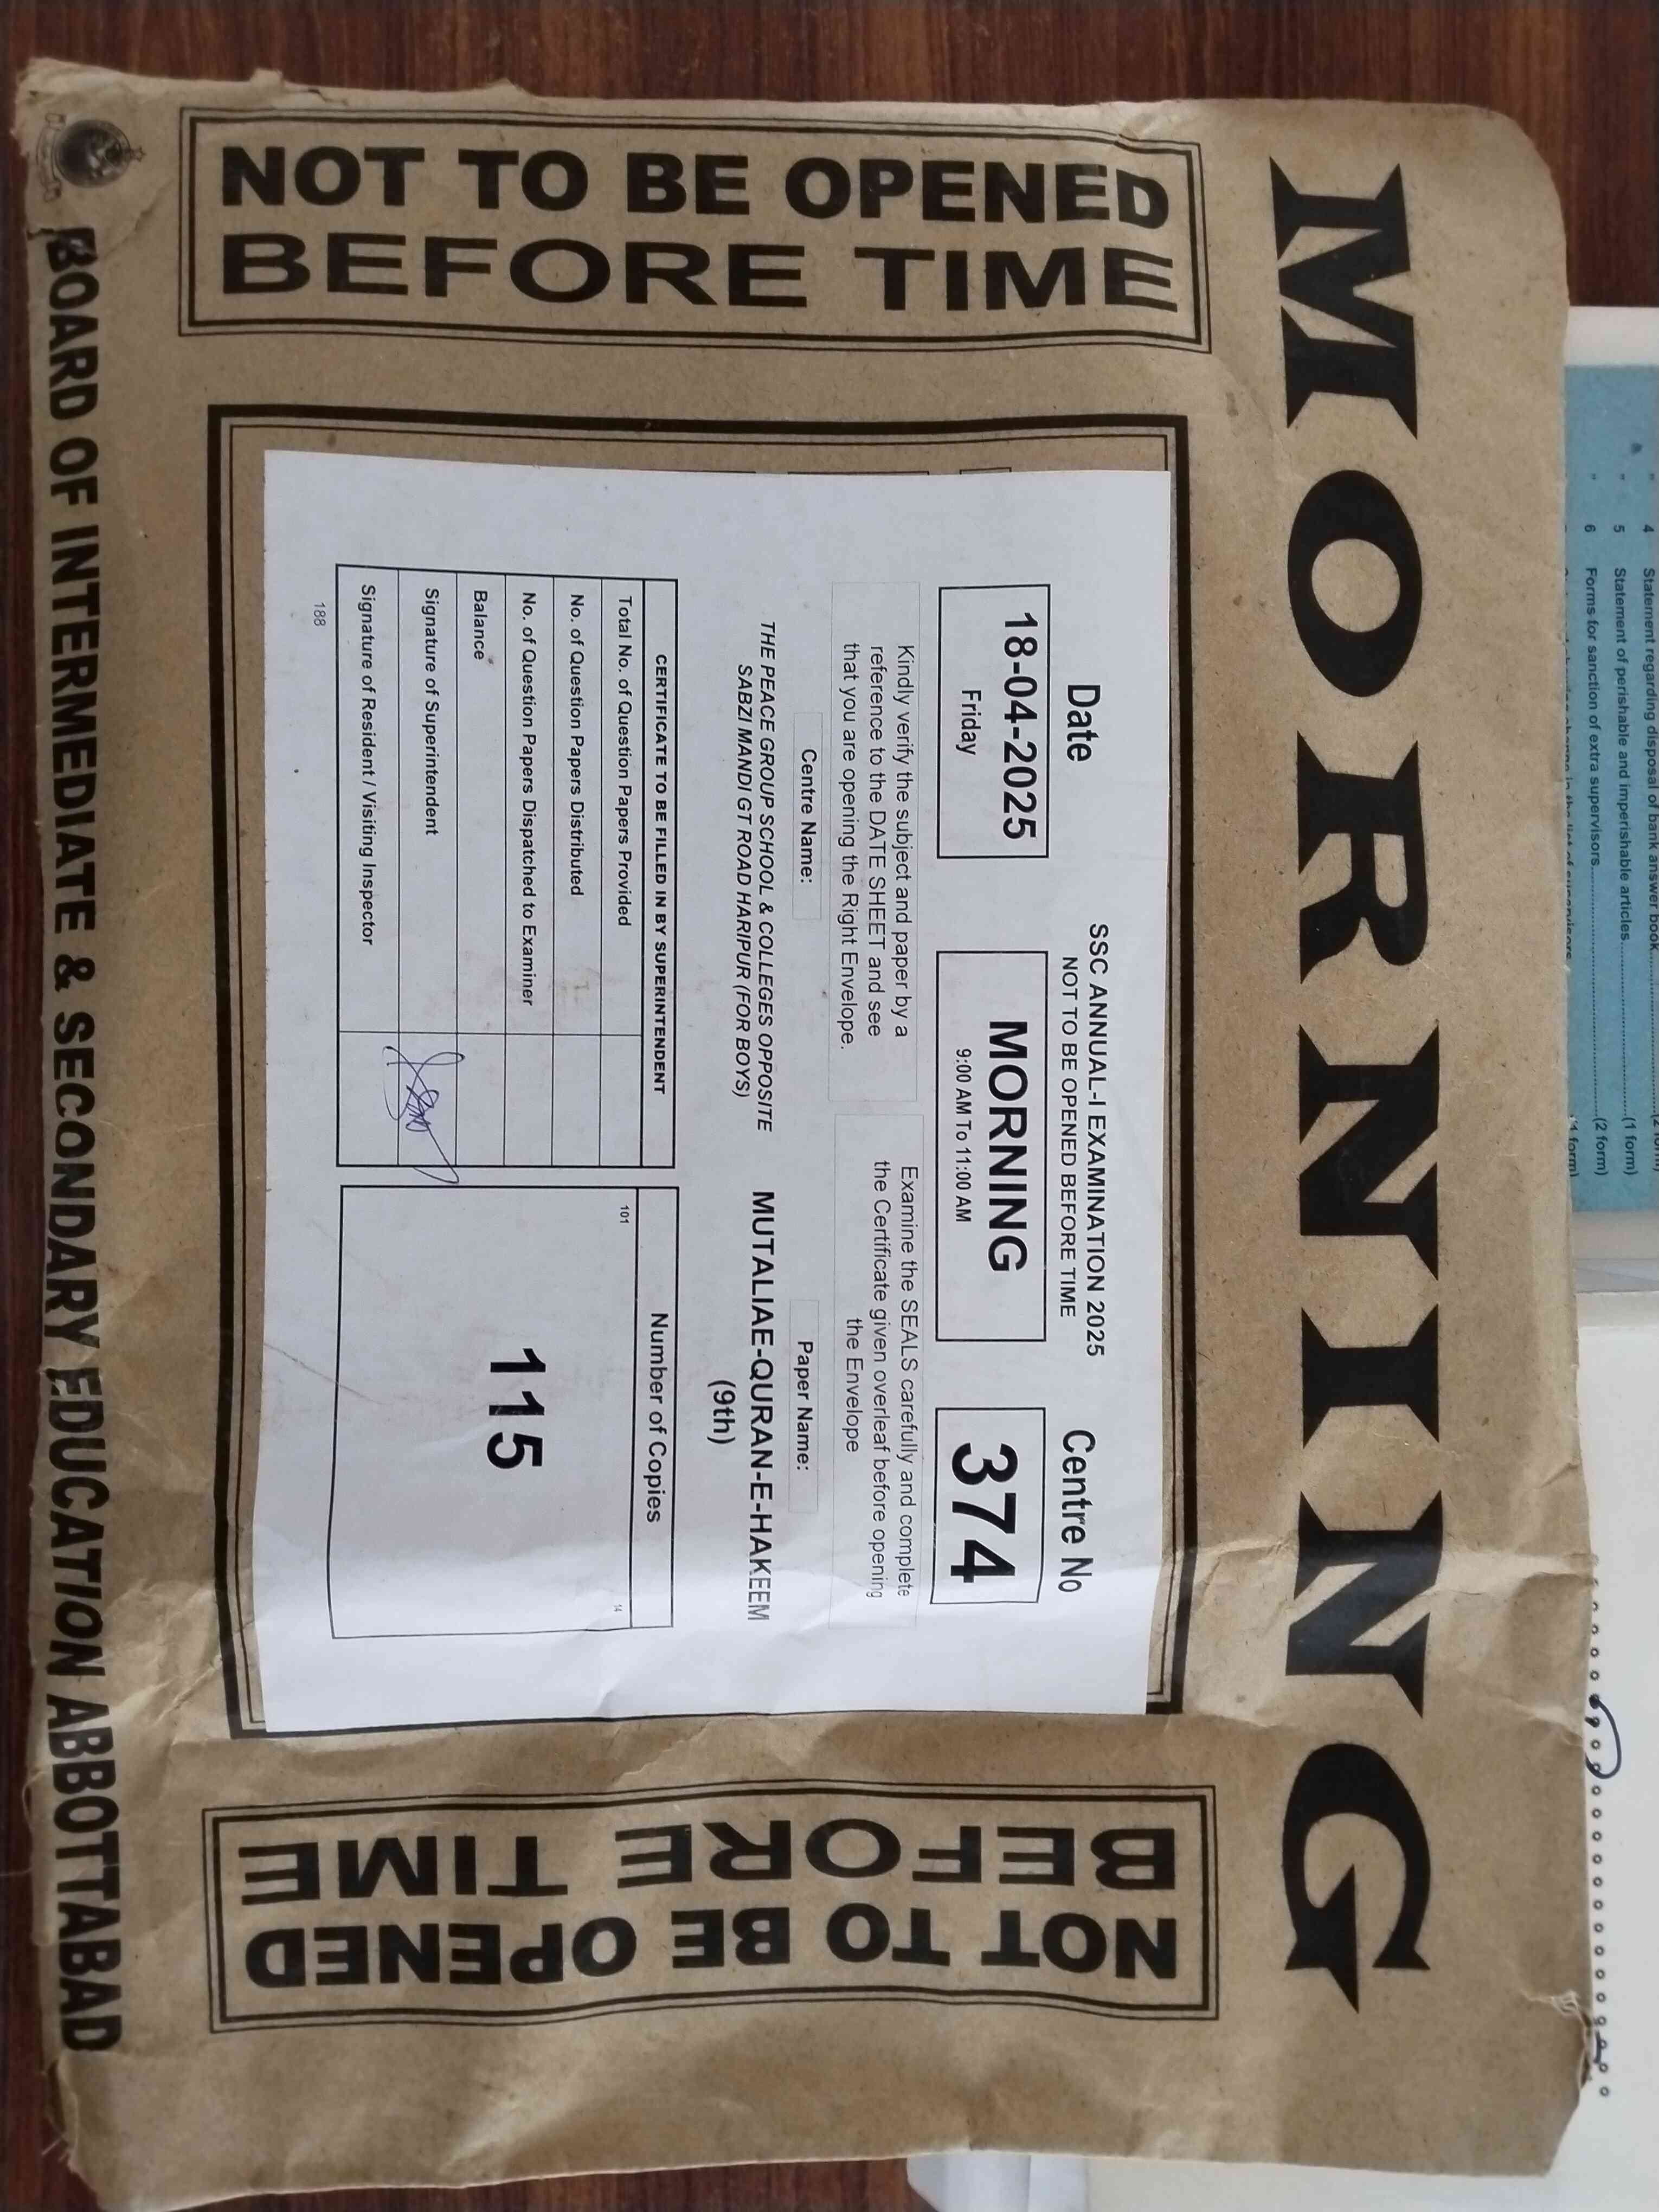 MORNING
NOT TO BE OPENED
BEFORE TIME
SSC ANNUAL-I EXAMINATION 2025
NOT TO BE OPENED BEFORE TIME
Date
Centre No
18-04-2025
Friday
MORNING
9:00 AM To 11:00 AM
374
Kindly verify the subject and paper by a
reference to the DATE SHEET and see
that you are opening the Right Envelope.
Examine the SEALS carefully and complete
the Certificate given overleaf before opening
the Envelope
Centre Name:
THE PEACE GROUP SCHOOL & COLLEGES OPPOSITE
SABZI MANDI GT ROAD HARIPUR (FOR BOYS)
Paper Name:
MUTALIAE-QURAN-E-HAKEEM
(9th)
CERTIFICATE TO BE FILLED IN BY SUPERINTENDENT
Total No. of Question Papers Provided
No. of Question Papers Distributed
No. of Question Papers Dispatched to Examiner
Balance
Signature of Superintendent
Signature of Resident / Visiting Inspector
188
Number of Copies
101
14
115
NOT TO BE OPENED
BEFORE
TIME
BOARD OF INTERMEDIATE & SECONDARY EDUCATION ABBOTTABAD
4 Statement regarding disposal of bank answer book
5 Statement of perishable and imperishable articles (1 form)
6 Forms for sanction of extra supervisors (2 form)